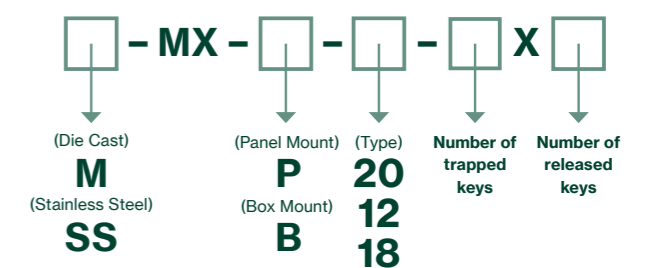 – MX – – – X
(Die Cast)
M
(Stainless Steel)
SS
(Panel Mount)
P
(Box Mount)
B
(Type)
20
12
18
Number of
trapped
keys
Number of
released
keys